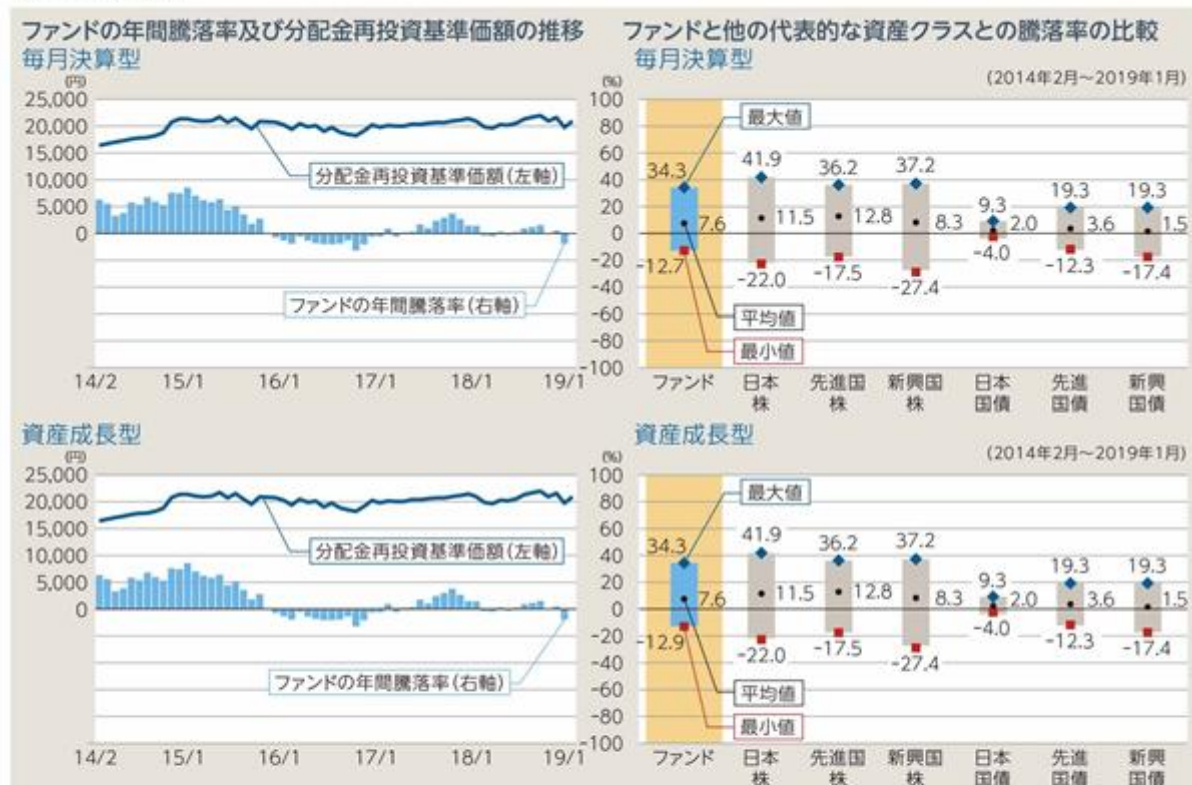 ファンドの年間騰落率及び分配金再投資基準価額の推移
毎月決算型
(円)
25,000
20,000
15,000
10,000
5,000
0
分配金再投資基準価額(左軸)
ファンドの年間騰落率(右軸)
14/2 15/1 16/1 17/1 18/1 19/1
ファンドと他の代表的な資産クラスとの騰落率の比較
毎月決算型
(2014年2月～2019年1月)
(%)
100
80
60
40
20
0
-20
-40
-60
-80
-100
最大値
平均値
最小値
34.3 41.9 36.2 37.2 9.3 19.3 19.3
7.6 11.5 12.8 8.3 2.0 3.6 1.5
-12.7 -22.0 -17.5 -27.4 -4.0 -12.3 -17.4
ファンド 日本 先進国 新興国 日本 先進 新興
株 株 株 国債 国債 国債
資産成長型
(円)
25,000
20,000
15,000
10,000
5,000
0
分配金再投資基準価額(左軸)
ファンドの年間騰落率(右軸)
14/2 15/1 16/1 17/1 18/1 19/1
資産成長型
(2014年2月～2019年1月)
(%)
100
80
60
40
20
0
-20
-40
-60
-80
-100
最大値
平均値
最小値
34.3 41.9 36.2 37.2 9.3 19.3 19.3
7.6 11.5 12.8 8.3 2.0 3.6 1.5
-12.9 -22.0 -17.5 -27.4 -4.0 -12.3 -17.4
ファンド 日本 先進国 新興国 日本 先進 新興
株 株 株 国債 国債 国債